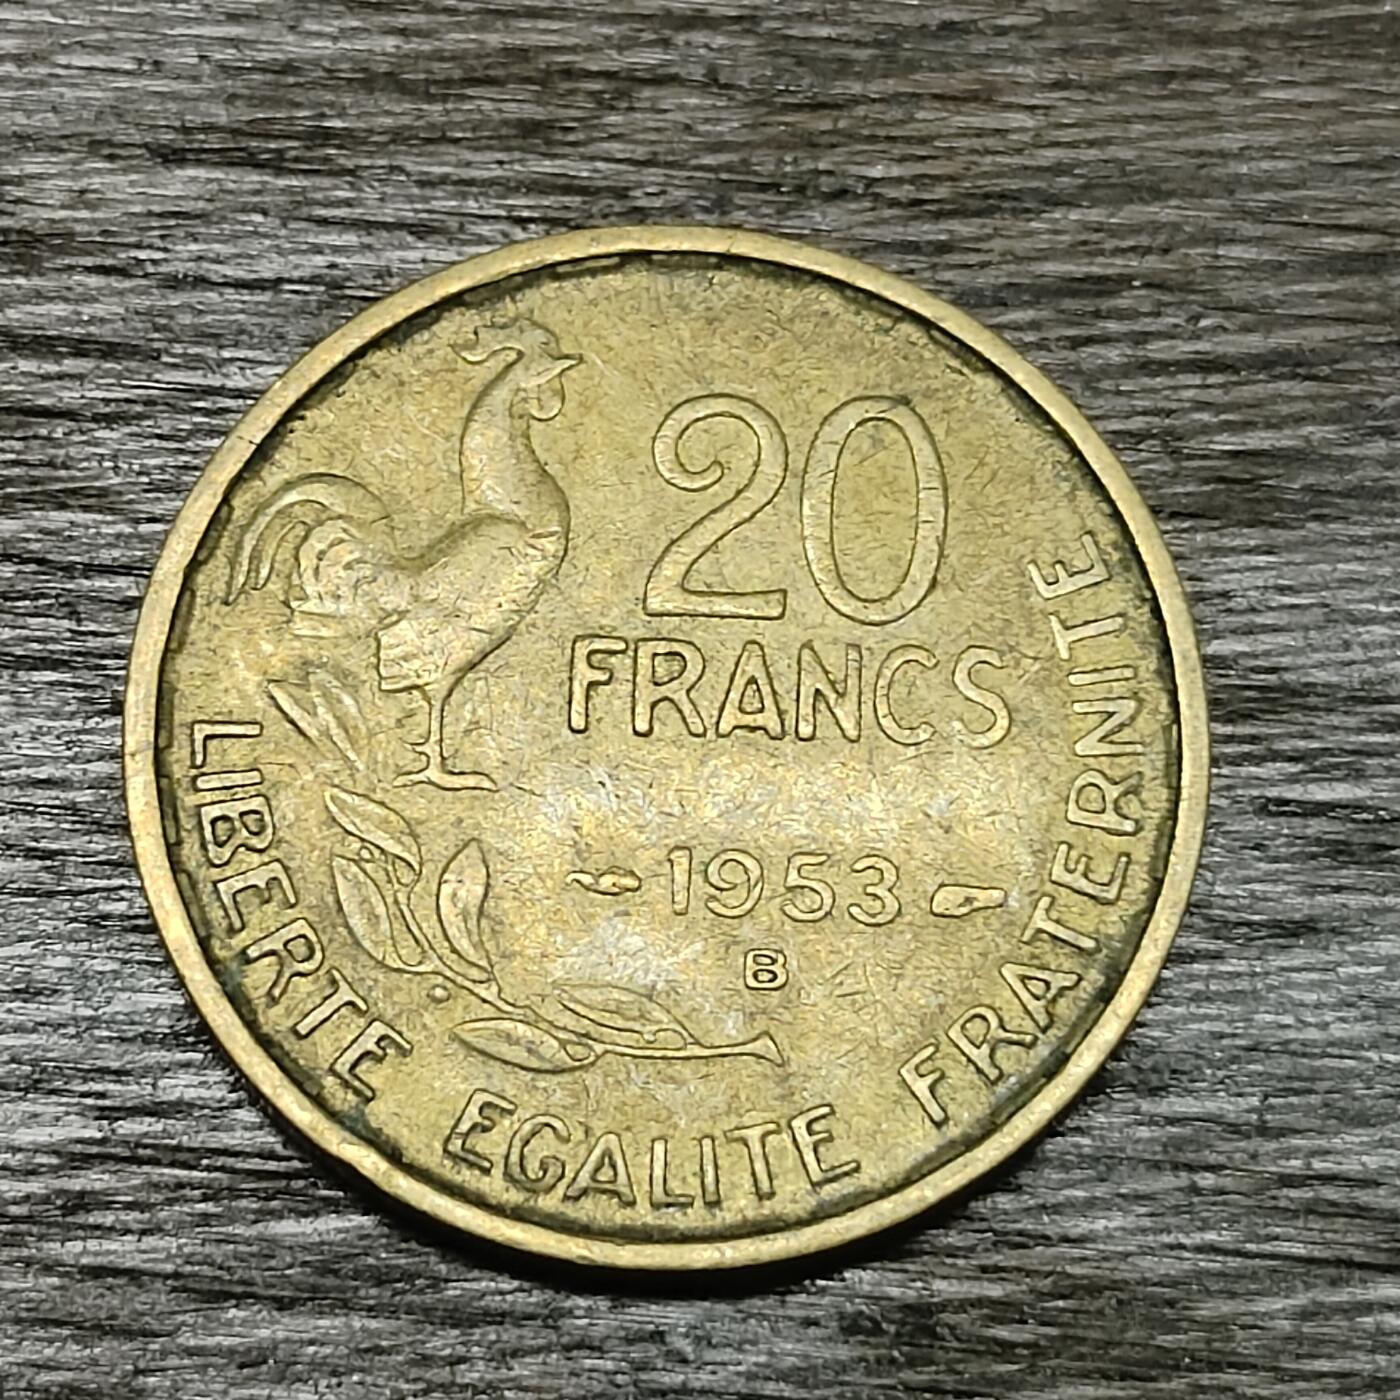 20
FRANCS
1953
B
LIBERTE EGALITE FRATERNITE